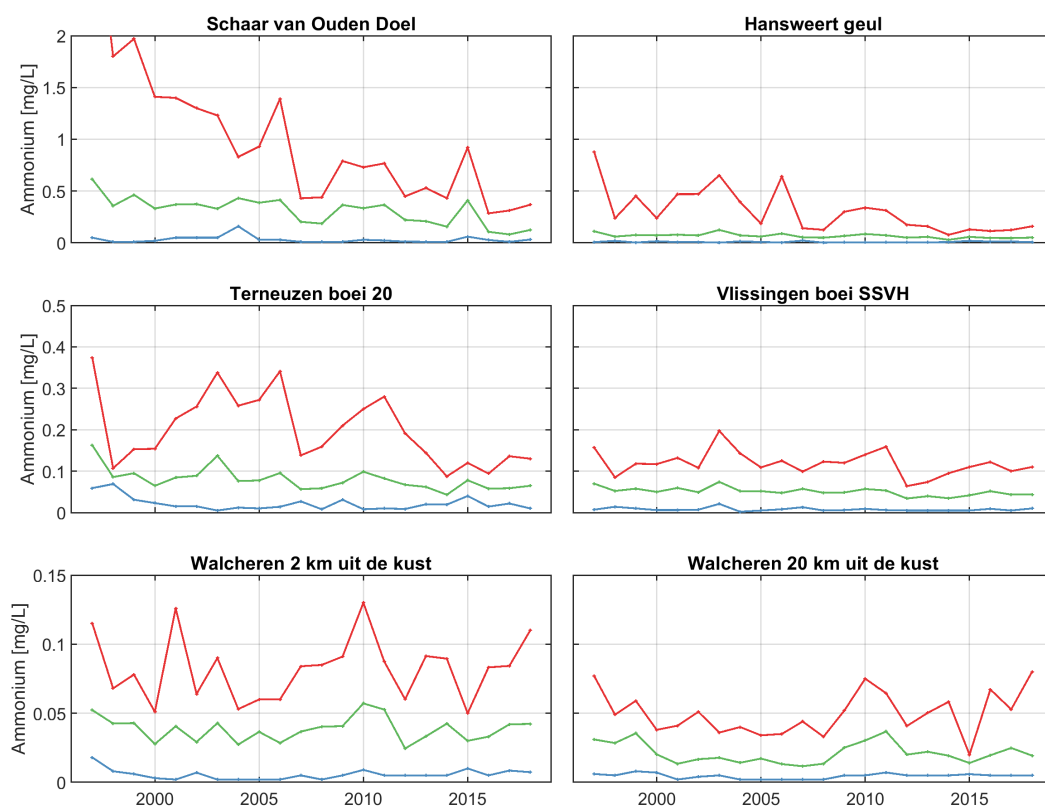 Schaar van Ouden Doel
Hansweert geul
Ammonium [mg/L]
2
1.5
1
0.5
0
Terneuzen boei 20
Vlissingen boei SSVH
Ammonium [mg/L]
0.5
0.4
0.3
0.2
0.1
0
Walcheren 2 km uit de kust
Walcheren 20 km uit de kust
Ammonium [mg/L]
0.15
0.1
0.05
0
2000 2005 2010 2015
2000 2005 2010 2015